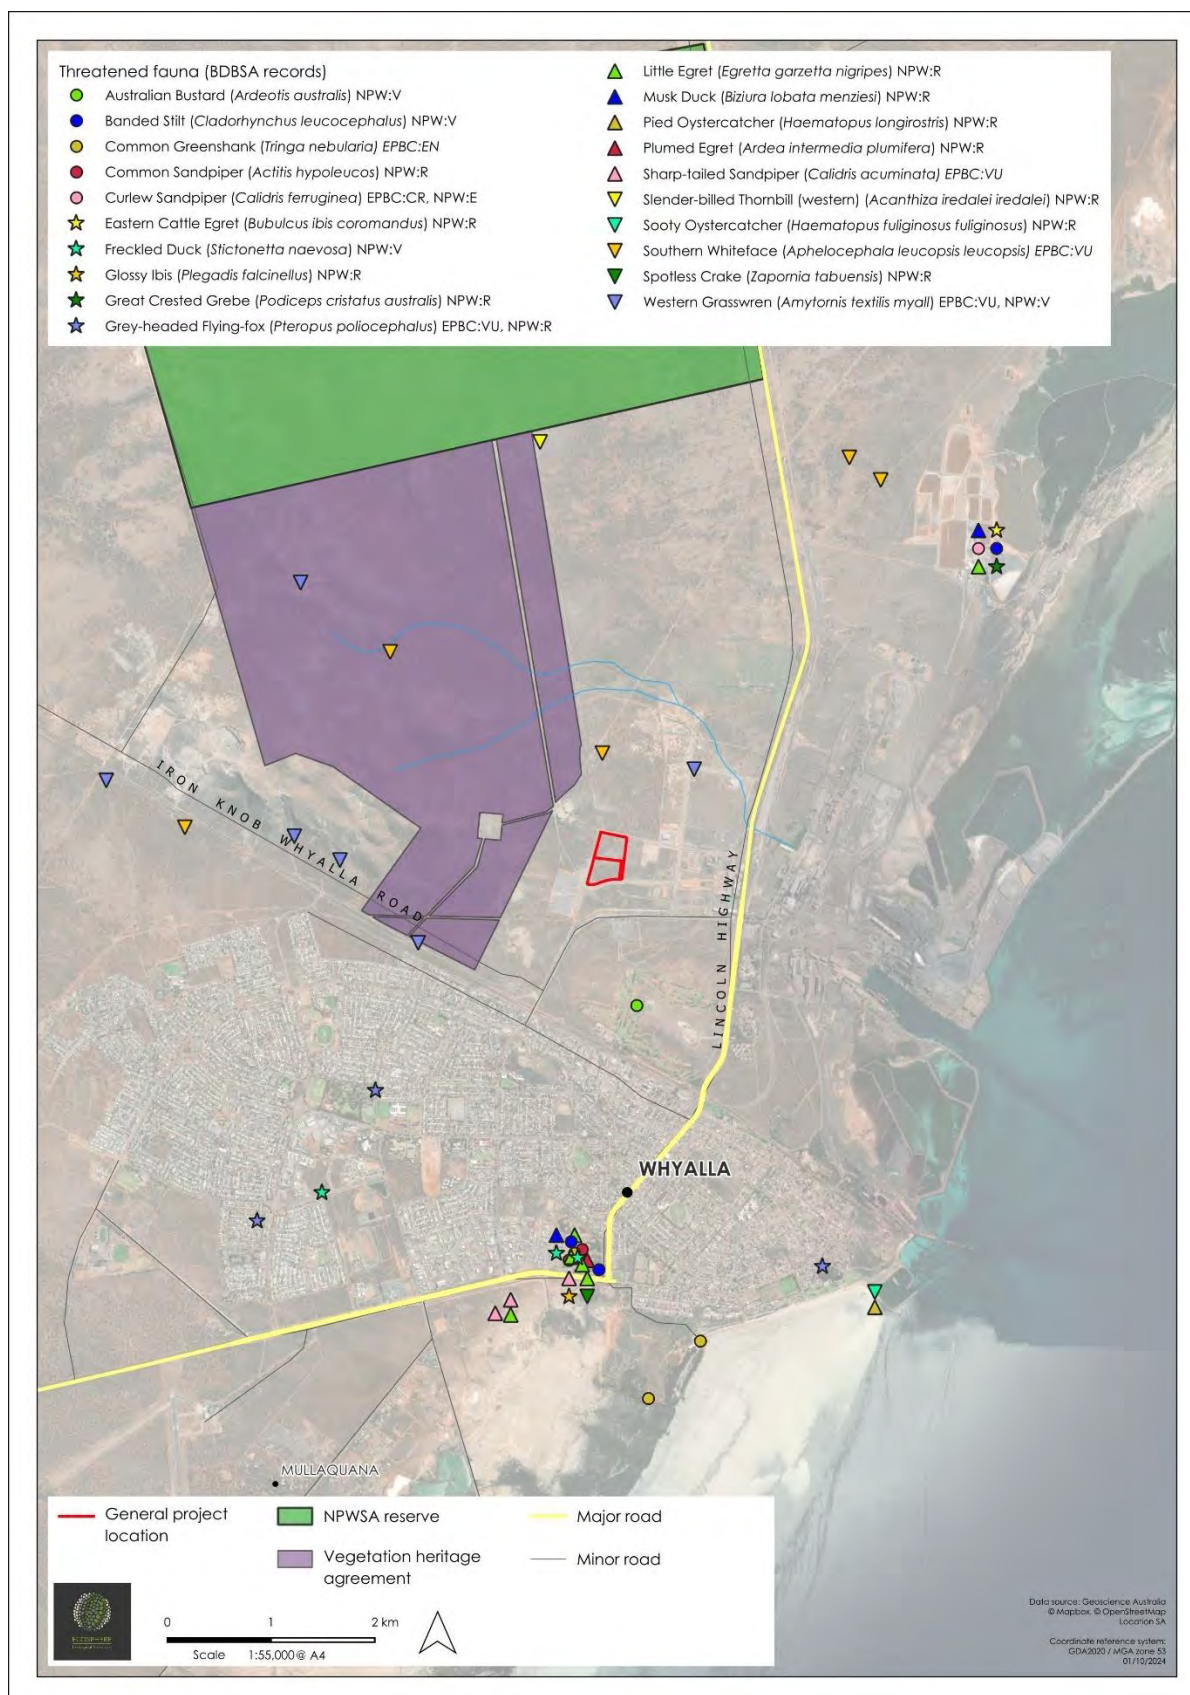 Threatened fauna (BDBSA records)
Australian Bustard (Ardeotis australis) NPW:V
Banded Stilt (Cladorhynchus leucocephalus) NPW:V
Common Greenshank (Tringa nebularia) EPBC:EN
Common Sandpiper (Actitis hypoleucos) NPW:R
Curlew Sandpiper (Calidris ferruginea) EPBC:CR, NPW:E
Eastern Cattle Egret (Bubulcus ibis coromandus) NPW:R
Freckled Duck (Stictonetta naevosa) NPW:V
Glossy Ibis (Plegadis falcinellus) NPW:R
Great Crested Grebe (Podiceps cristatus australis) NPW:R
Grey-headed Flying-fox (Pteropus poliocephalus) EPBC:VU, NPW:R
Little Egret (Egretta garzetta nigripes) NPW:R
Musk Duck (Biziura lobata menziesi) NPW:R
Pied Oystercatcher (Haematopus longirostris) NPW:R
Plumed Egret (Ardea intermedia plumifera) NPW:R
Sharp-tailed Sandpiper (Calidris acuminata) EPBC:VU
Slender-billed Thornbill (western) (Acanthiza iredalei iredalei) NPW:R
Sooty Oystercatcher (Haematopus fuliginosus fuliginosus) NPW:R
Southern Whiteface (Aphelocephala leucopsis leucopsis) EPBC:VU
Spotless Crake (Zapornia tabuensis) NPW:R
Western Grasswren (Amytornis textilis myall) EPBC:VU, NPW:V
IRON KNOB WHYALLA ROAD
LINCOLN HIGHWAY
WHYALLA
MULLAQUANA
General project
location
NPWSA reserve
Vegetation heritage
agreement
Major road
Minor road
ECOSPHERE
0 1 2 km
Scale 1:55,000 @ A4
Data source: Geoscience Australia
© Mapbox, © OpenStreetMap
Location SA
Coordinate reference system:
GDA2020 / MGA zone 53
01/10/2024